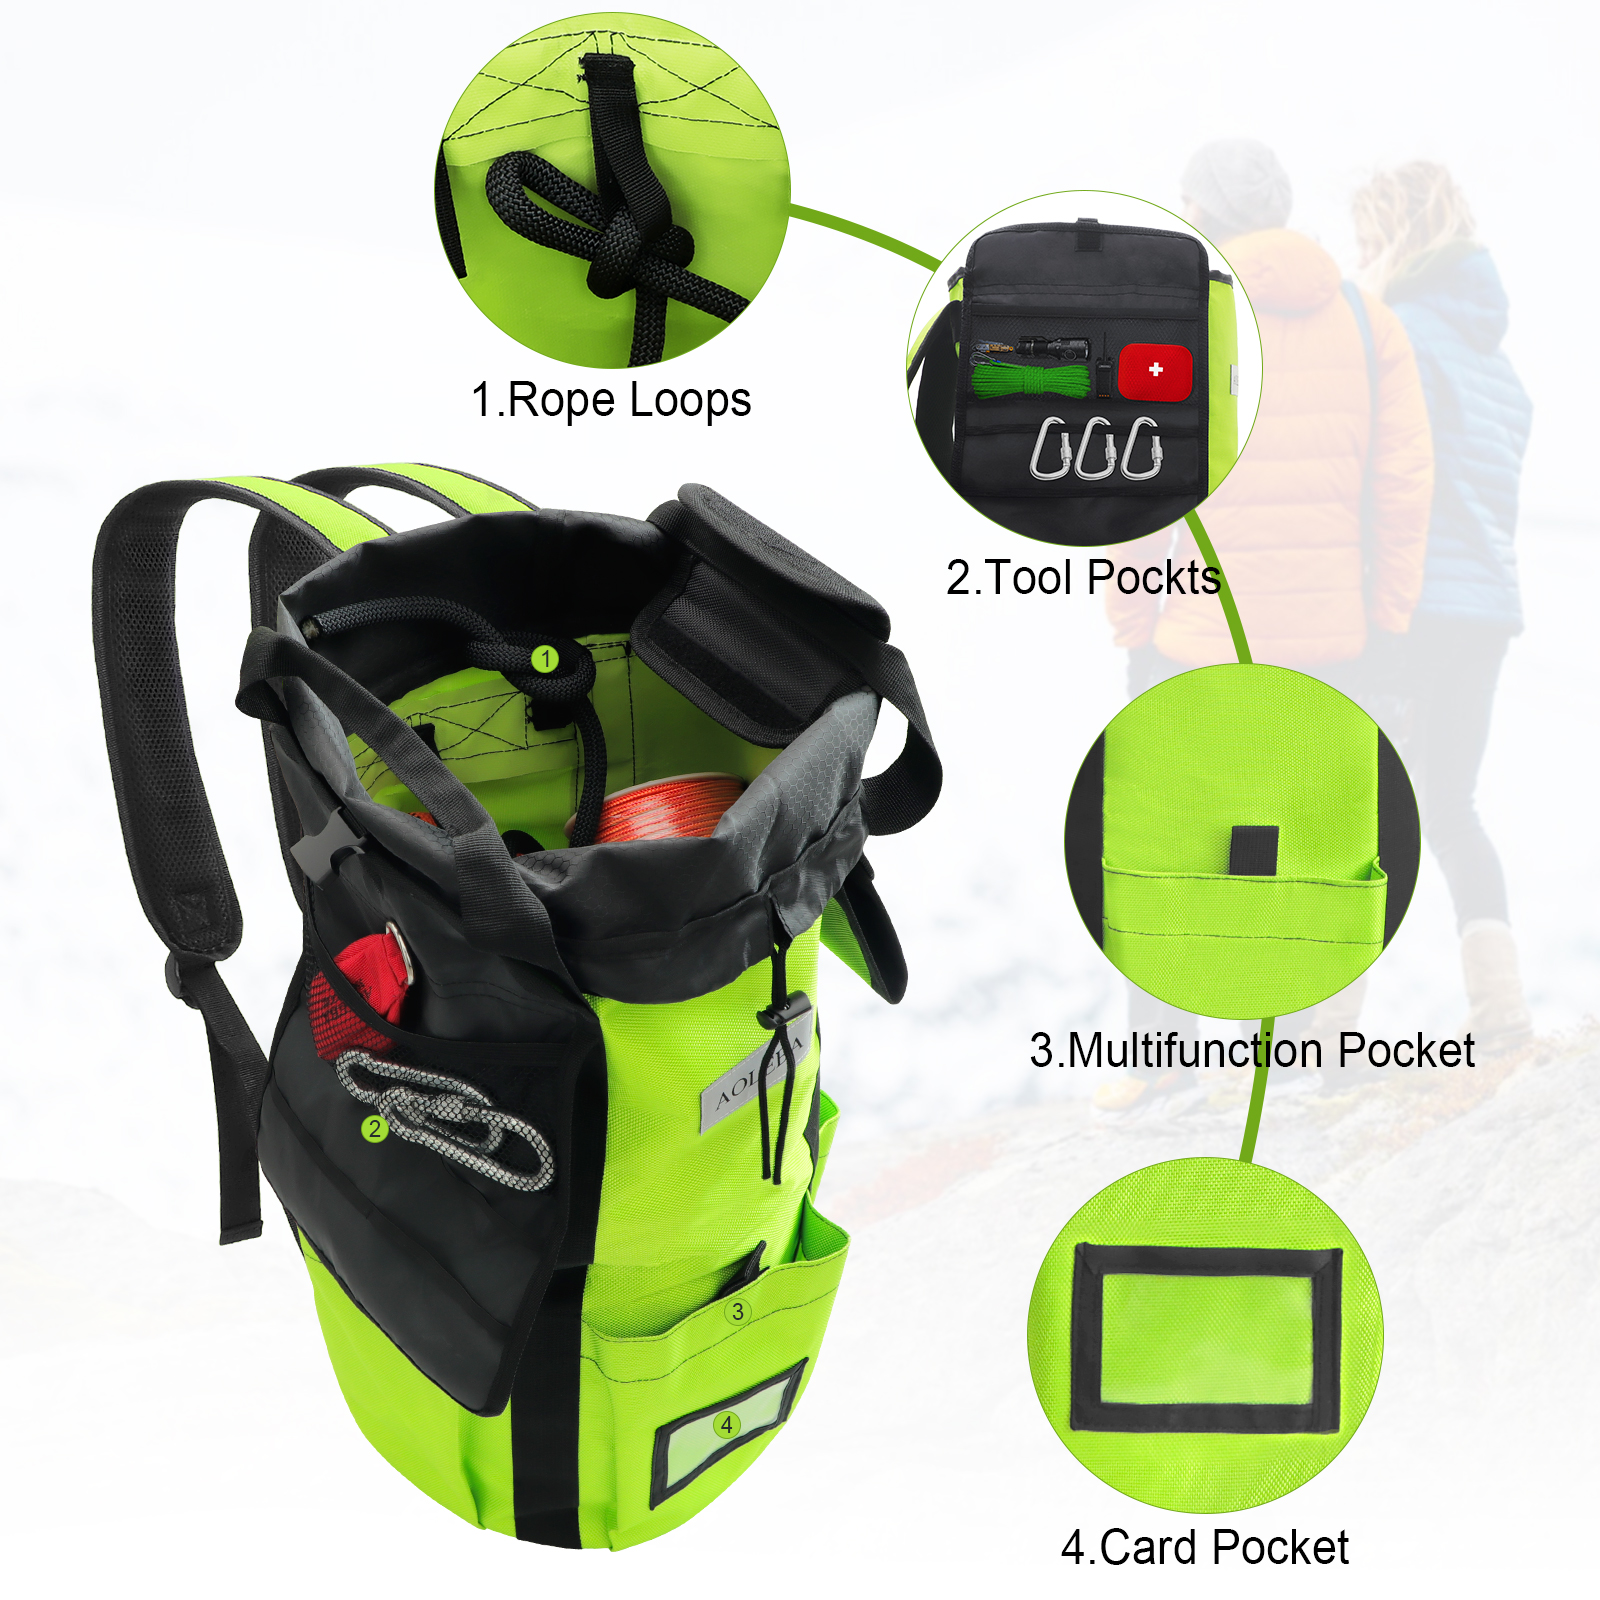 1.Rope Loops
2.Tool Pockts
3.Multifunction Pocket
4.Card Pocket
1
2
3
4